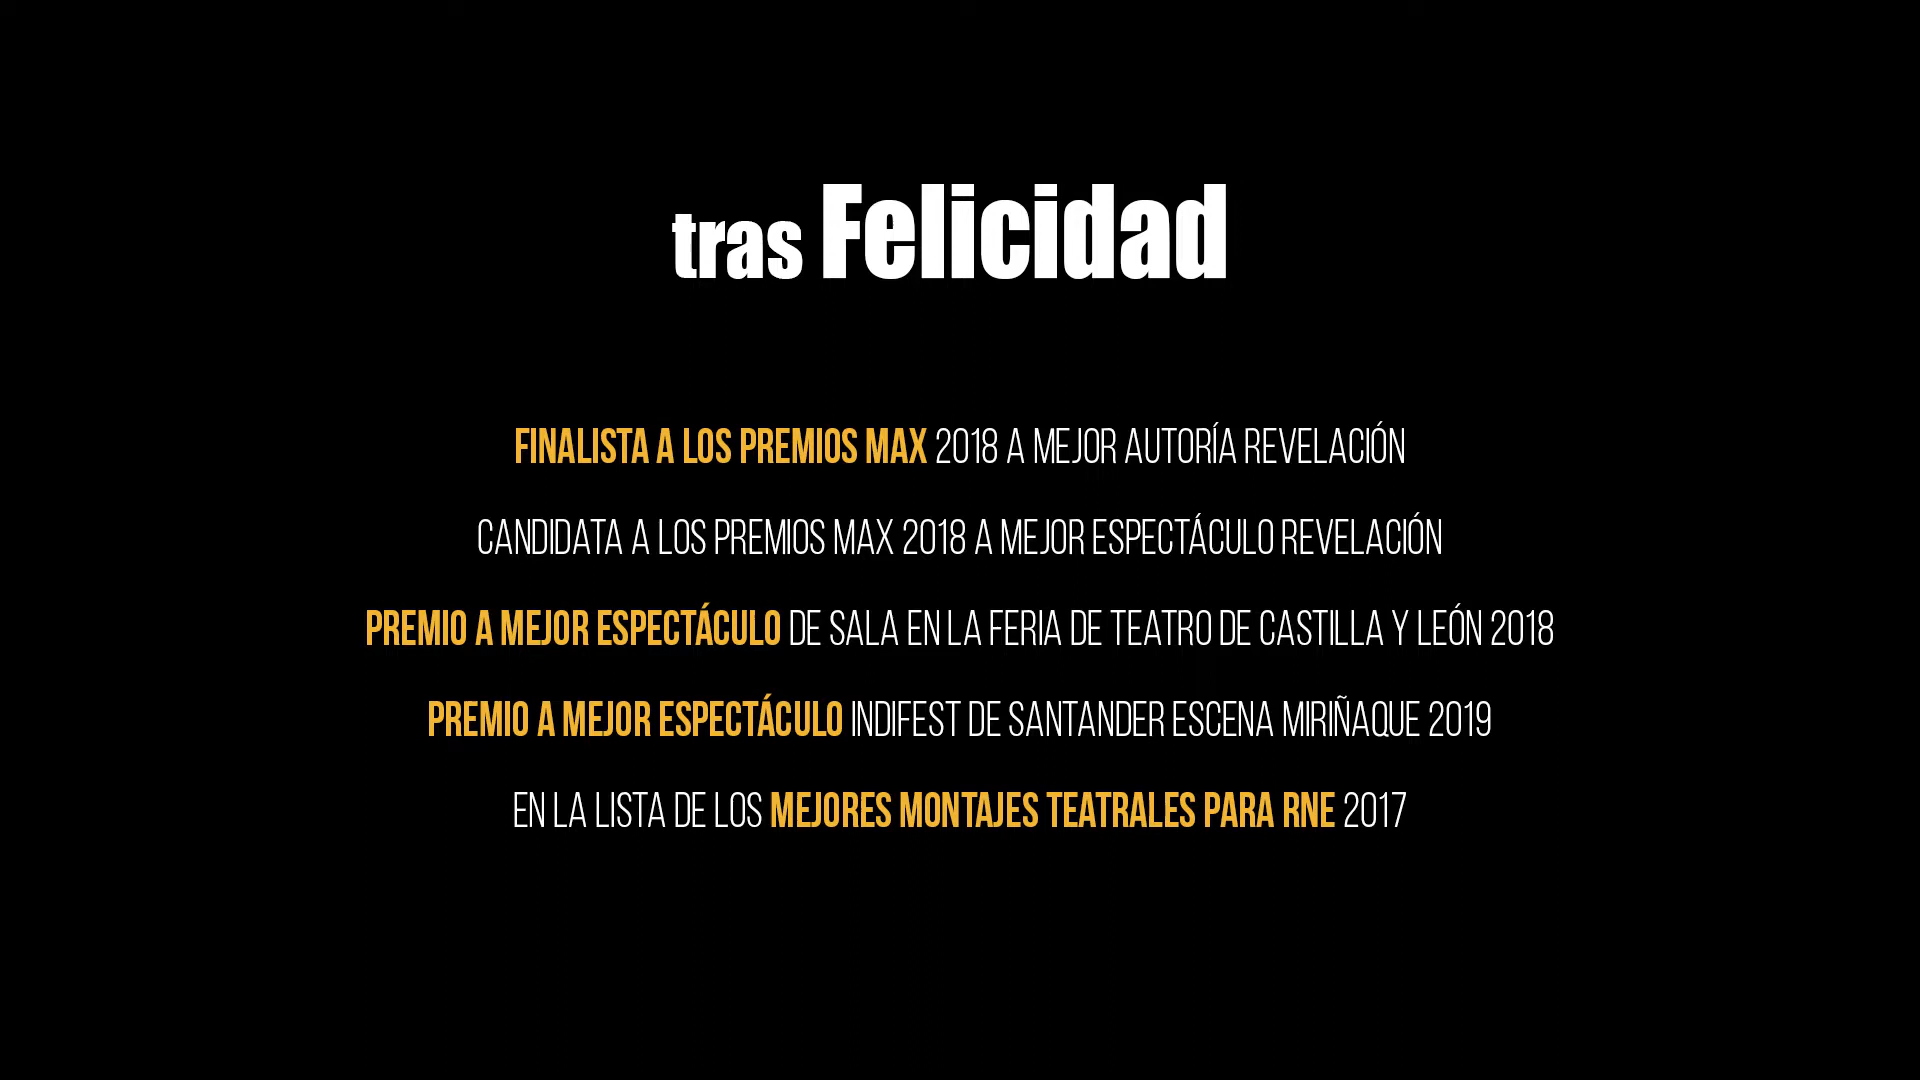 tras Felicidad
FINALISTA A LOS PREMIOS MAX 2018 A MEJOR AUTORÍA REVELACIÓN
CANDIDATA A LOS PREMIOS MAX 2018 A MEJOR ESPECTÁCULO REVELACIÓN
PREMIO A MEJOR ESPECTÁCULO DE SALA EN LA FERIA DE TEATRO DE CASTILLA Y LEÓN 2018
PREMIO A MEJOR ESPECTÁCULO INDIFEST DE SANTANDER ESCENA MIRIÑAQUE 2019
EN LA LISTA DE LOS MEJORES MONTAJES TEATRALES PARA RNE 2017